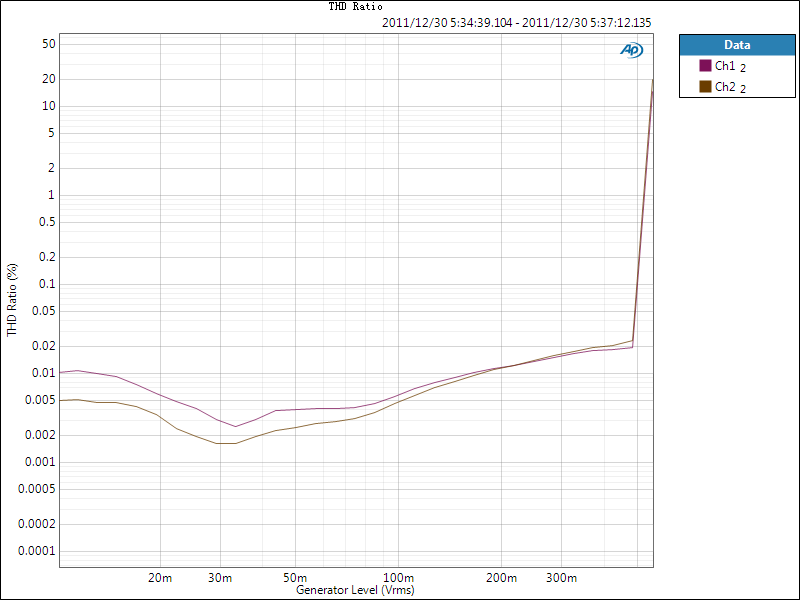 THD Ratio
2011/12/30 5:34:39.104 - 2011/12/30 5:37:12.135
Ap
Data
Ch1 2
Ch2 2
THD Ratio (%)
50
20
10
5
2
1
0.5
0.2
0.1
0.05
0.02
0.01
0.005
0.002
0.001
0.0005
0.0002
0.0001
20m 30m 50m 100m 200m 300m
Generator Level (Vrms)